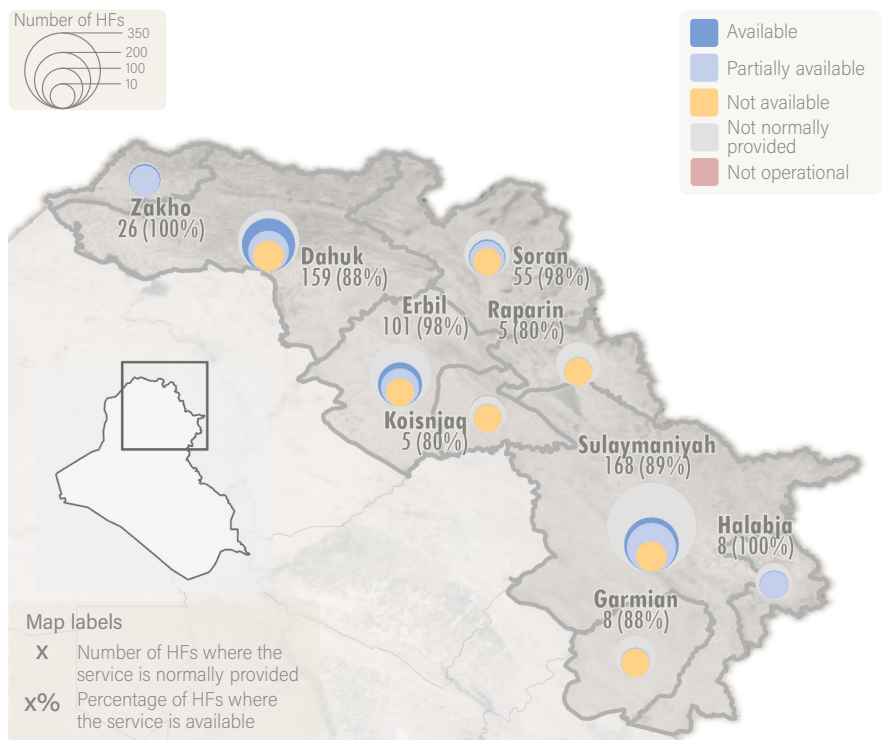 Number of HFs
350
200
100
10
Available
Partially available
Not available
Not normally
provided
Not operational
Zakho
26 (100%)
Dahuk
159 (88%)
Soran
55 (98%)
Erbil
101 (98%)
Raparin
5 (80%)
Koisnjaq
5 (80%)
Sulaymaniyah
168 (89%)
Halabja
8 (100%)
Garmian
8 (88%)
Map labels
x Number of HFs where the
service is normally provided
x% Percentage of HFs where
the service is available